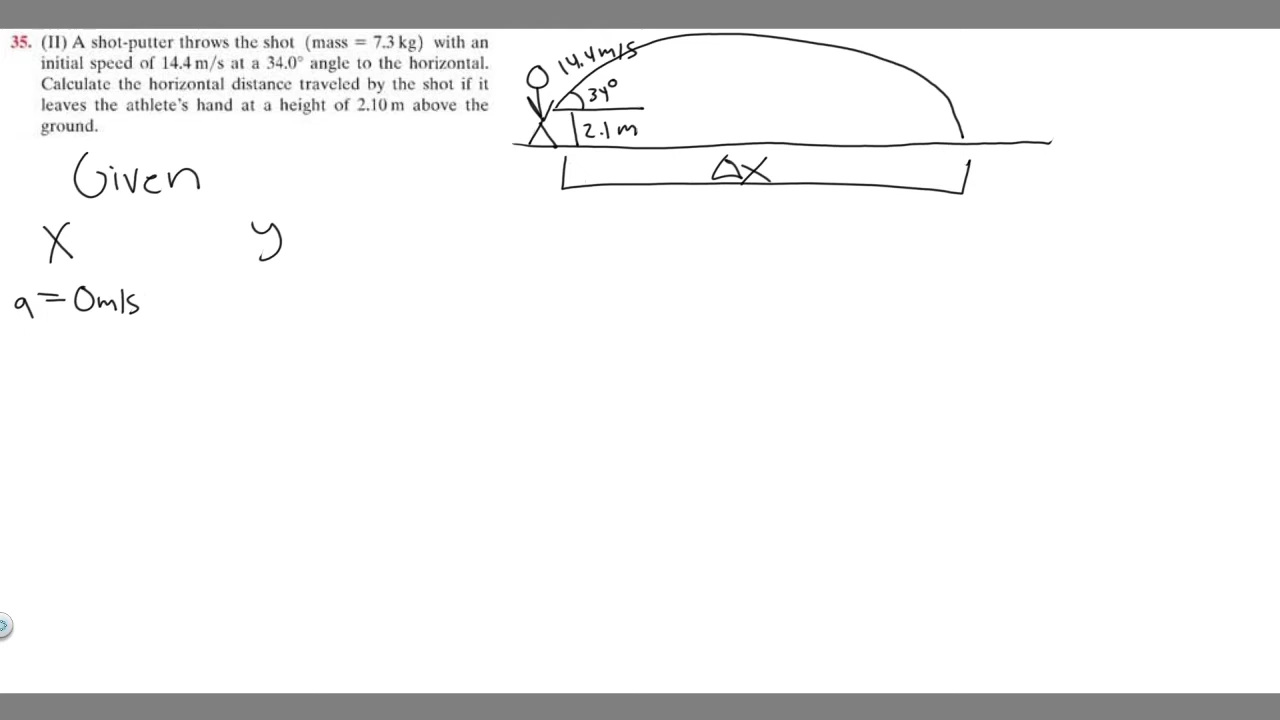 35. (II) A shot-putter throws the shot (mass = 7.3 kg) with an
initial speed of 14.4 m/s at a 34.0° angle to the horizontal.
Calculate the horizontal distance traveled by the shot if it
leaves the athlete's hand at a height of 2.10 m above the
ground.
14.4m/s
34°
2.1 m
Δx
Given
x y
a = 0m/s